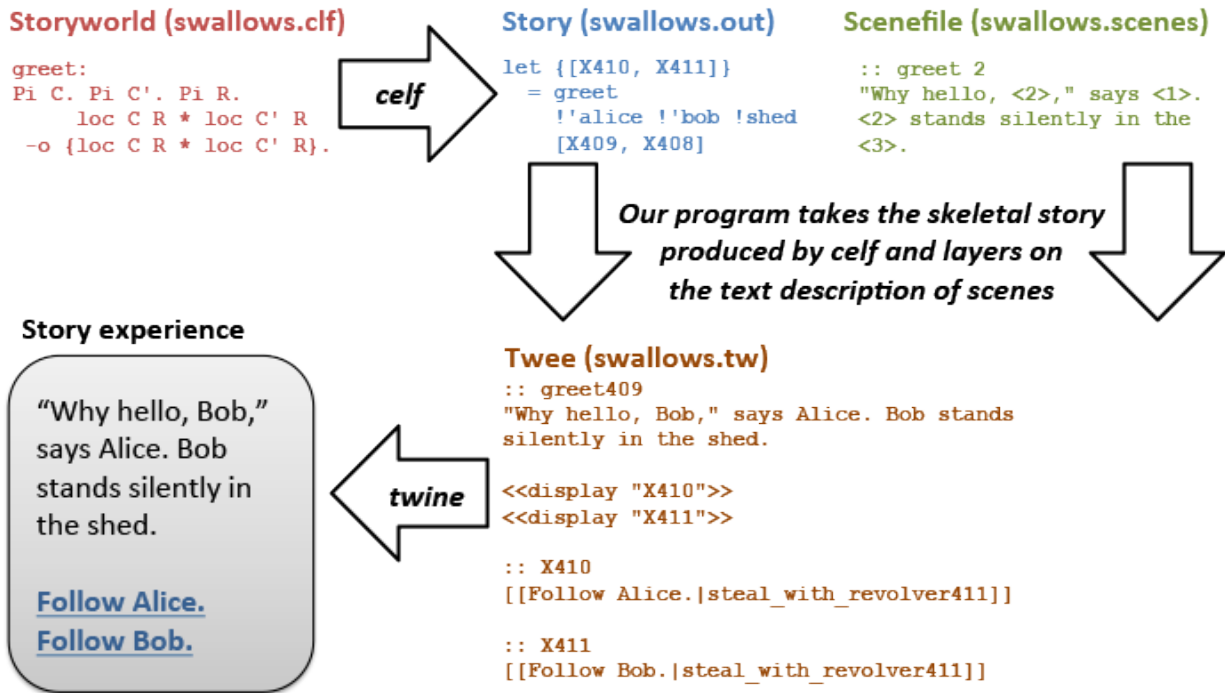 Storyworld (swallows.clf)
greet:
Pi C. Pi C'. Pi R.
loc C R * loc C' R
-o {loc C R * loc C' R}.
celf
Story (swallows.out)
let {[X410, X411]}
= greet
!'alice !'bob !shed
[X409, X408]
Scenefile (swallows.scenes)
:: greet 2
"Why hello, <2>," says <1>.
<2> stands silently in the
<3>.
Our program takes the skeletal story
produced by celf and layers on
the text description of scenes
Twee (swallows.tw)
:: greet409
"Why hello, Bob," says Alice. Bob stands
silently in the shed.
<<display "X410">>
<<display "X411">>
:: X410
[[Follow Alice.|steal_with_revolver411]]
:: X411
[[Follow Bob.|steal_with_revolver411]]
twine
Story experience
“Why hello, Bob,”
says Alice. Bob
stands silently in
the shed.
Follow Alice.
Follow Bob.